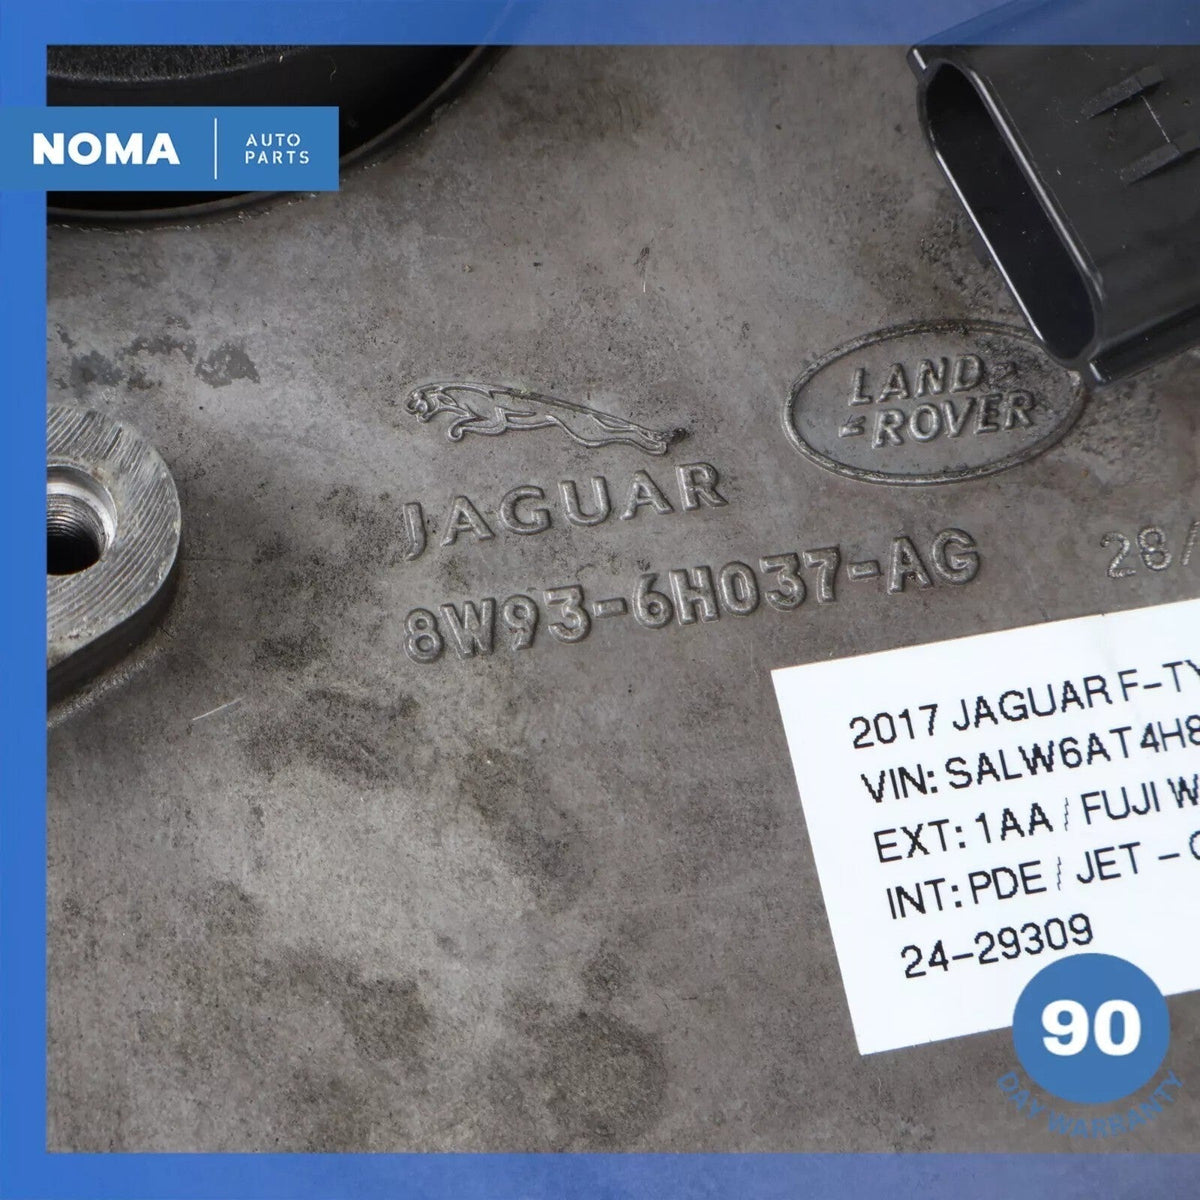 NOMA
AUTO
PARTS
LAND
ROVER
JAGUAR
8W93-6H037-AG
28/
2017 JAGUAR F-TY
VIN: SALW6AT4H8
EXT: 1AA / FUJI W
INT: PDE / JET -
24-29309
90
DAY WARRANTY